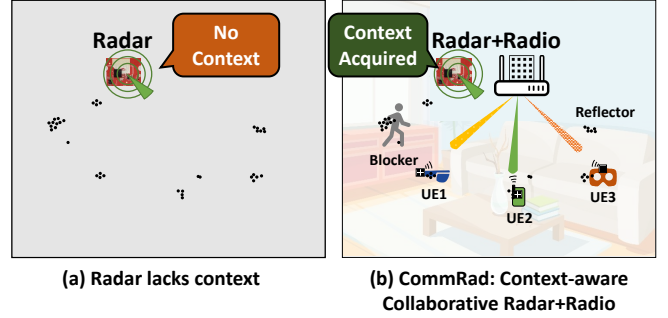 Radar
No
Context
(a) Radar lacks context
Context
Acquired
Radar+Radio
Reflector
Blocker
UE1
UE2
UE3
(b) CommRad: Context-aware
Collaborative Radar+Radio